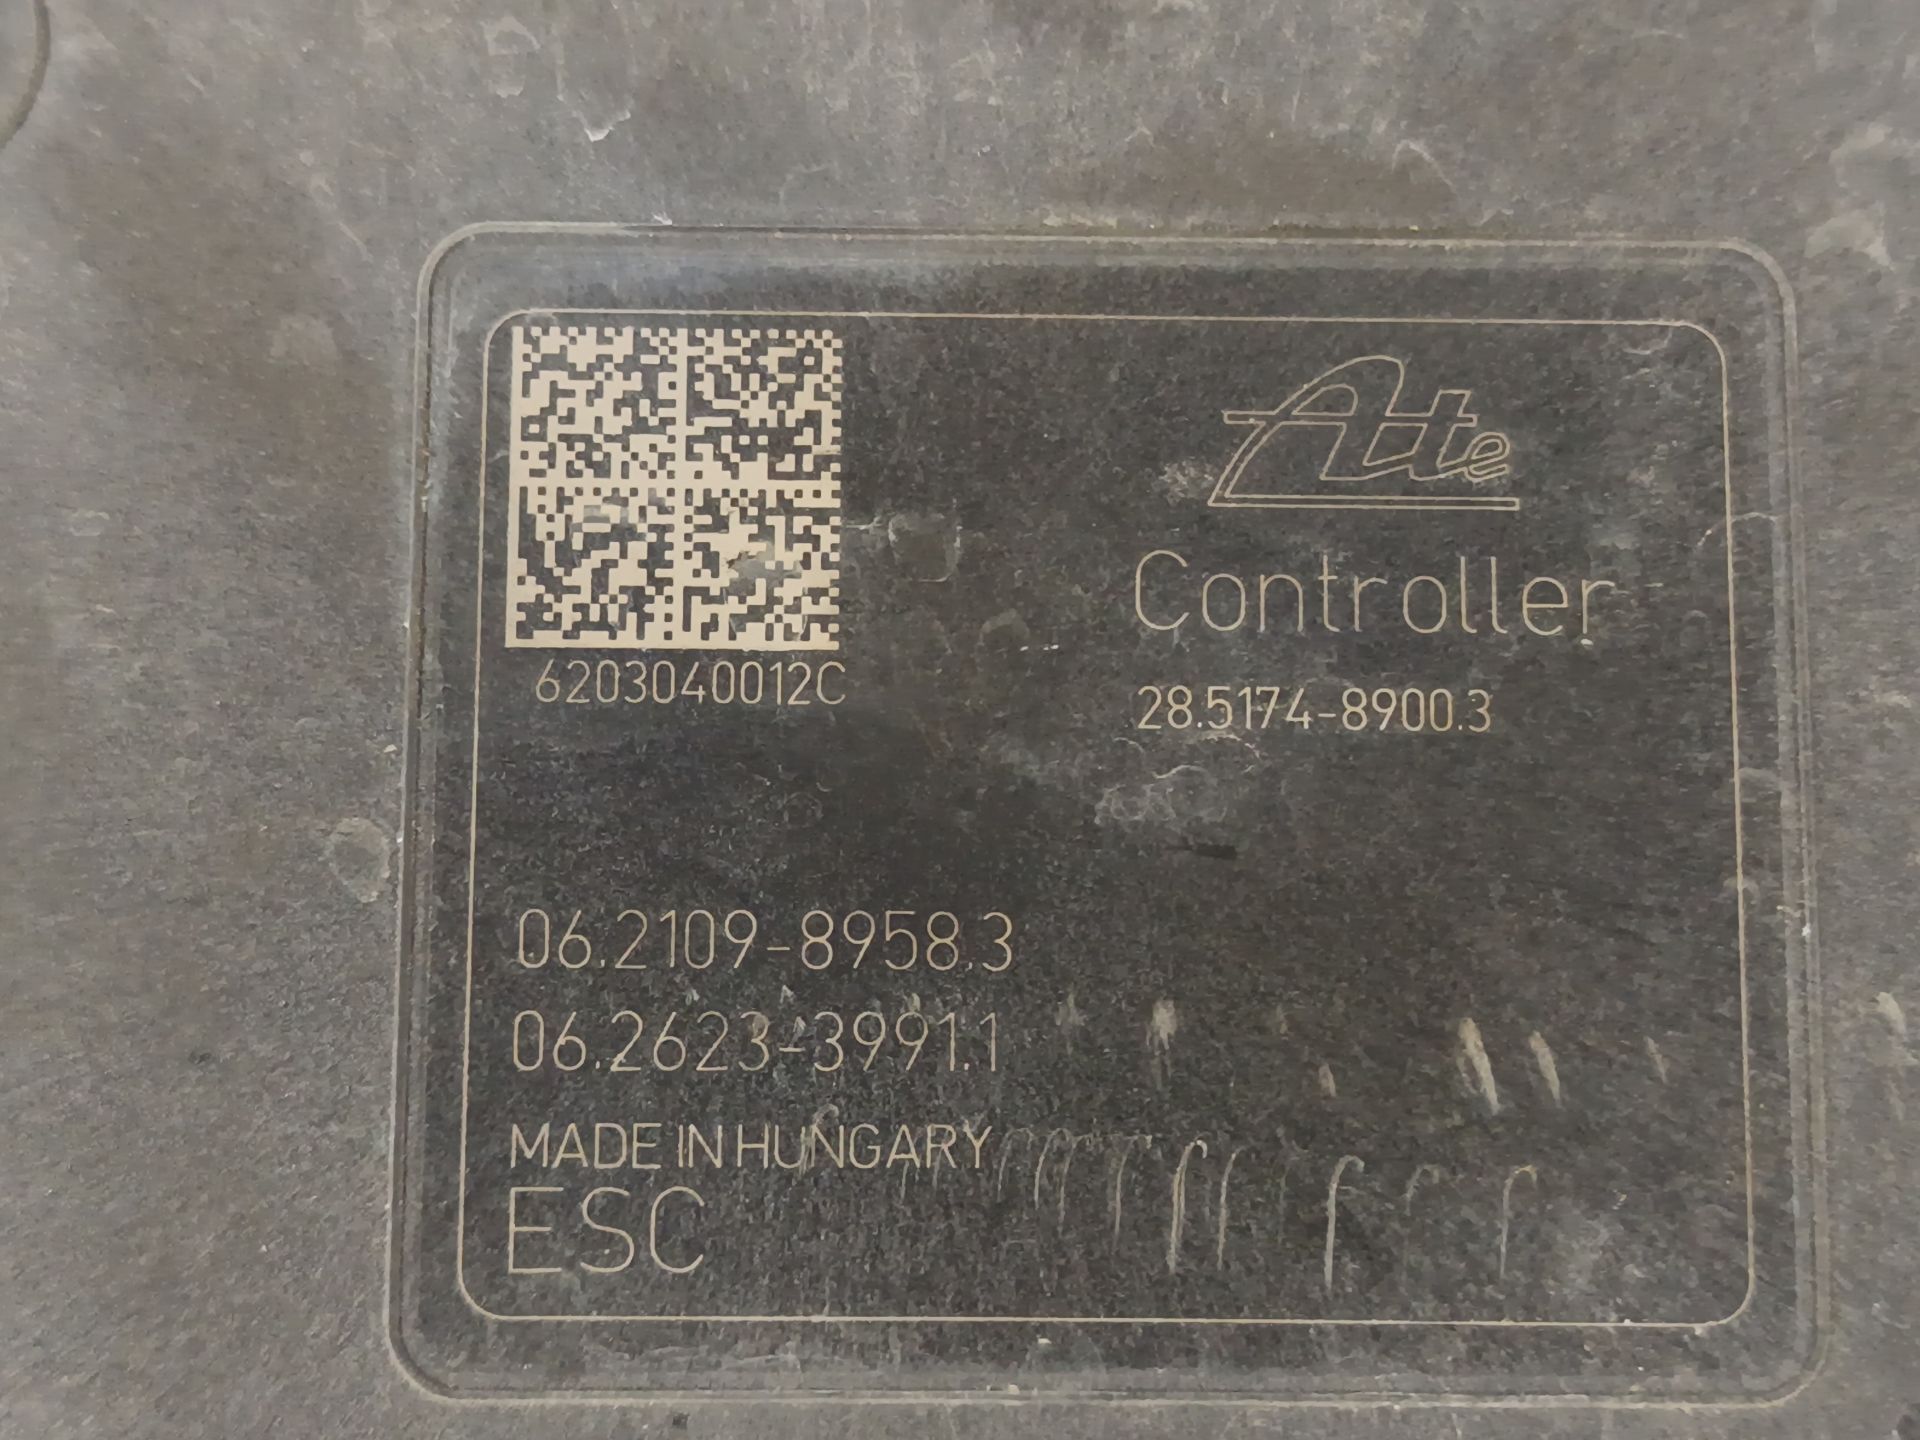 Ate
Controller
6203040012C
28.5174-8900.3
06.2109-8958.3
06.2623-3991.1
MADE IN HUNGARY
ESC